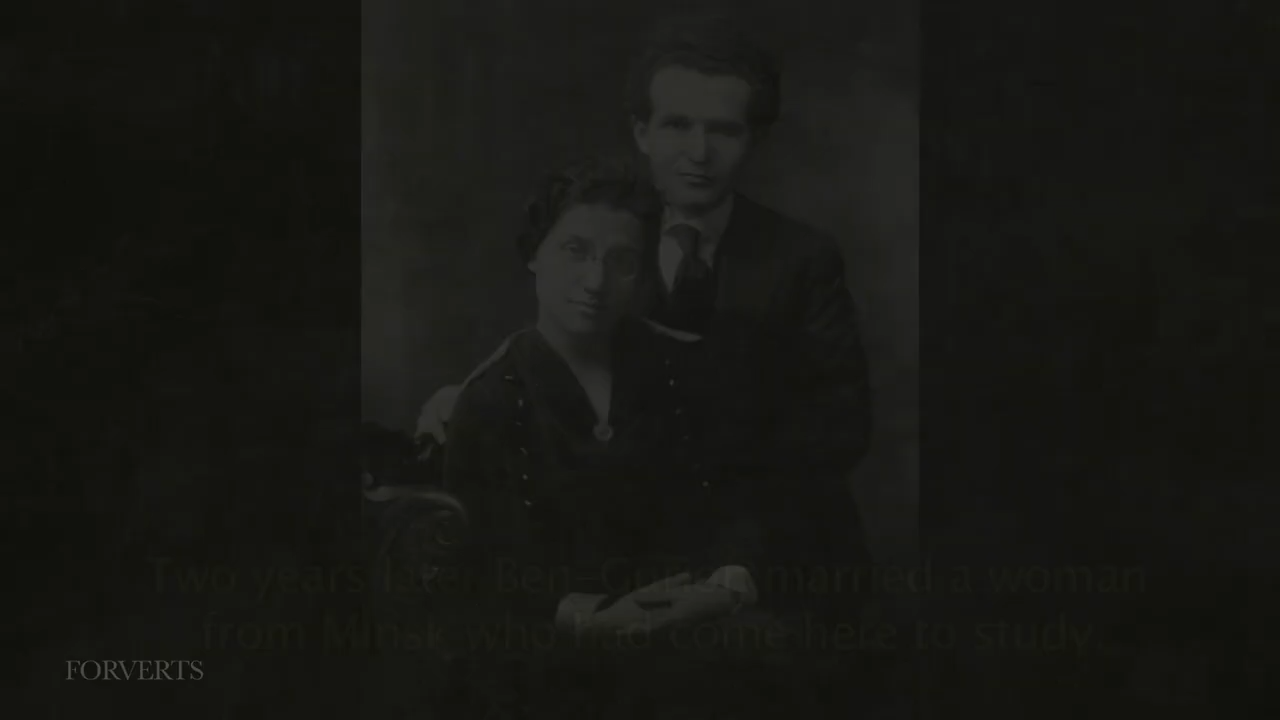 Two years later Ben-Gurion married a woman
from Minsk who had come here to study.
FORVERTS